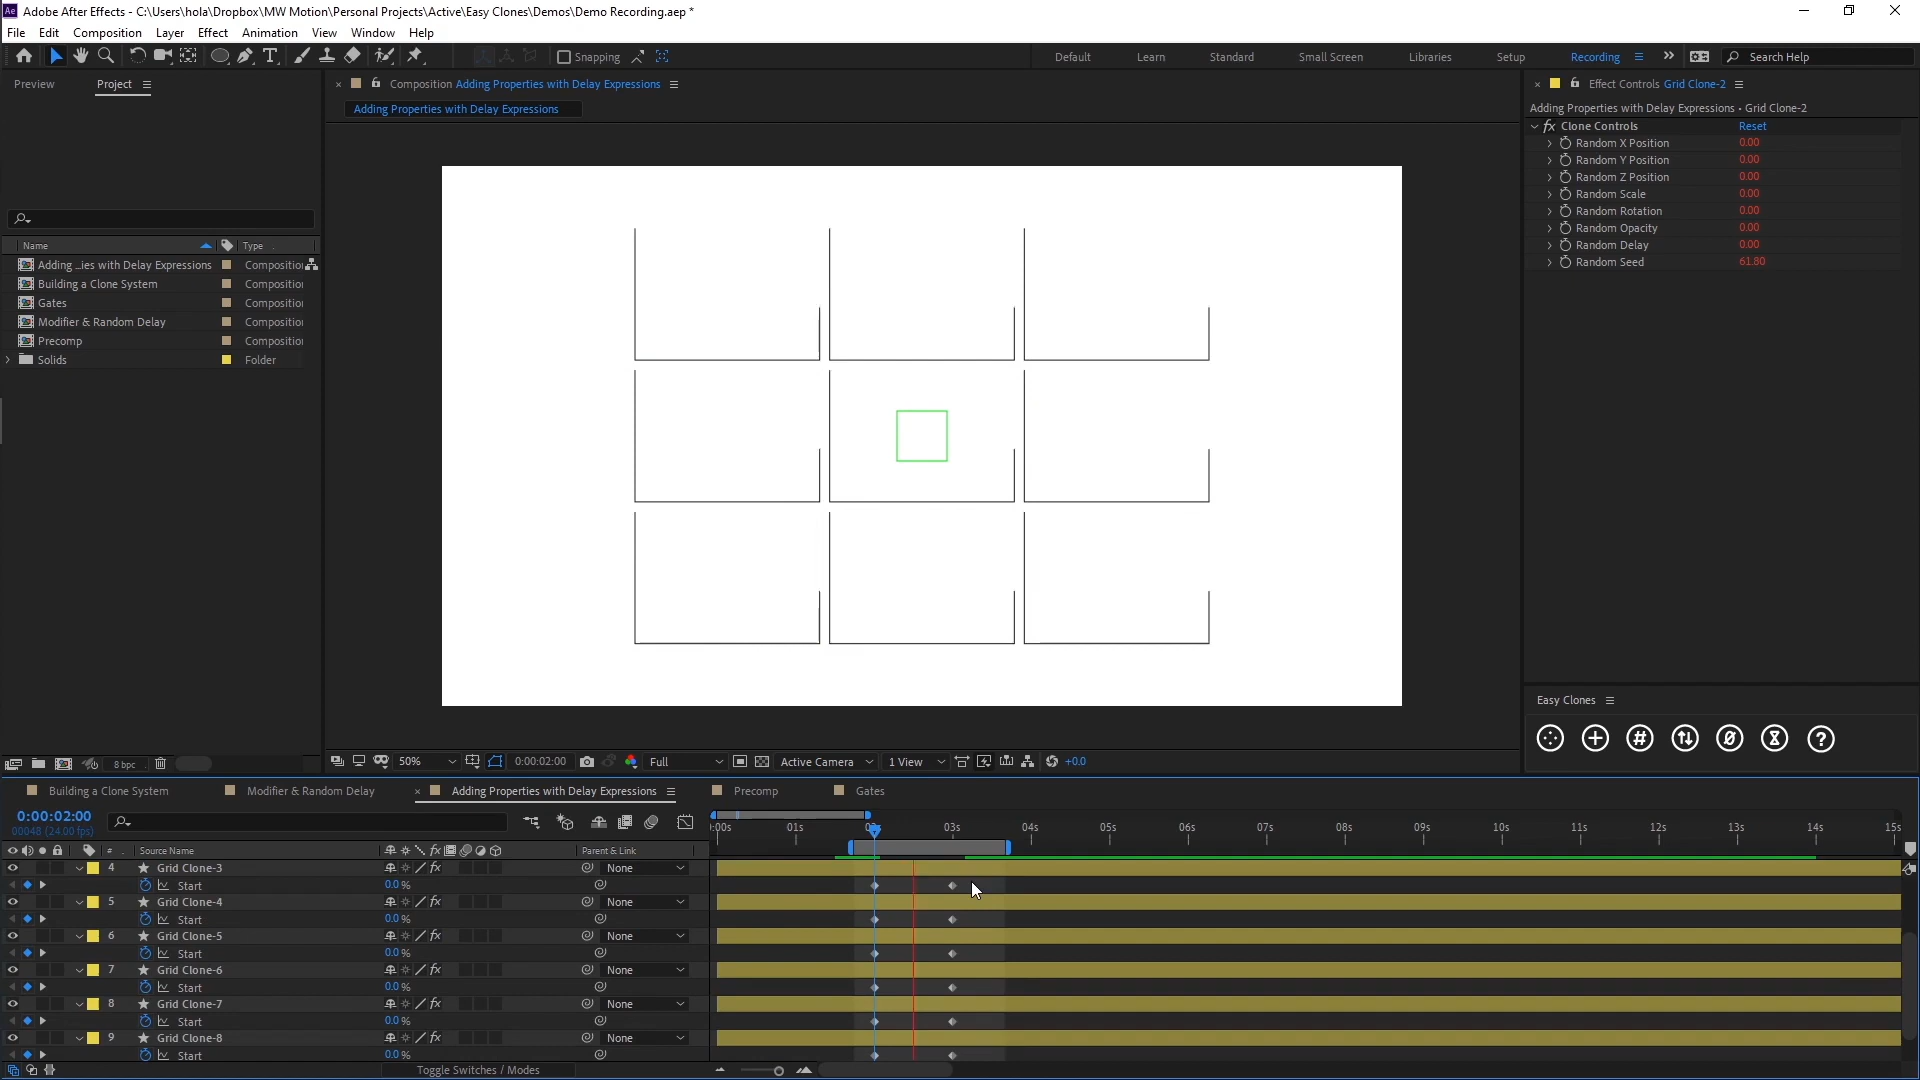 Ae Adobe After Effects - C:\Users\hola\Dropbox\MW Motion\Personal Projects\Active\Easy Clones\Demos\Demo Recording.aep *
File Edit Composition Layer Effect Animation View Window Help
Snapping Default Learn Standard Small Screen Libraries Setup Recording Search Help
Preview Project
Composition Adding Properties with Delay Expressions
Effect Controls Grid Clone-2
Adding Properties with Delay Expressions
Adding Properties with Delay Expressions • Grid Clone-2
fx Clone Controls Reset
Random X Position 0.00
Random Y Position 0.00
Random Z Position 0.00
Random Scale 0.00
Random Rotation 0.00
Random Opacity 0.00
Random Delay 0.00
Random Seed 61.80
Name Type
Adding ...ies with Delay Expressions Compositio
Building a Clone System Compositio
Gates Compositio
Modifier & Random Delay Compositio
Precomp Compositio
Solids Folder
Easy Clones
8 bpc
50% 0:00:02:00 Full Active Camera 1 View +0.0
Building a Clone System Modifier & Random Delay Adding Properties with Delay Expressions Precomp Gates
0:00:02:00
00048 (24.00 fps)
:00s 01s 03s 04s 05s 06s 07s 08s 09s 10s 11s 12s 13s 14s 15s
# Source Name fx Parent & Link
4 Grid Clone-3 fx None
Start 0.0 %
5 Grid Clone-4 fx None
Start 0.0 %
6 Grid Clone-5 fx None
Start 0.0 %
7 Grid Clone-6 fx None
Start 0.0 %
8 Grid Clone-7 fx None
Start 0.0 %
9 Grid Clone-8 fx None
Start 0.0 %
Toggle Switches / Modes